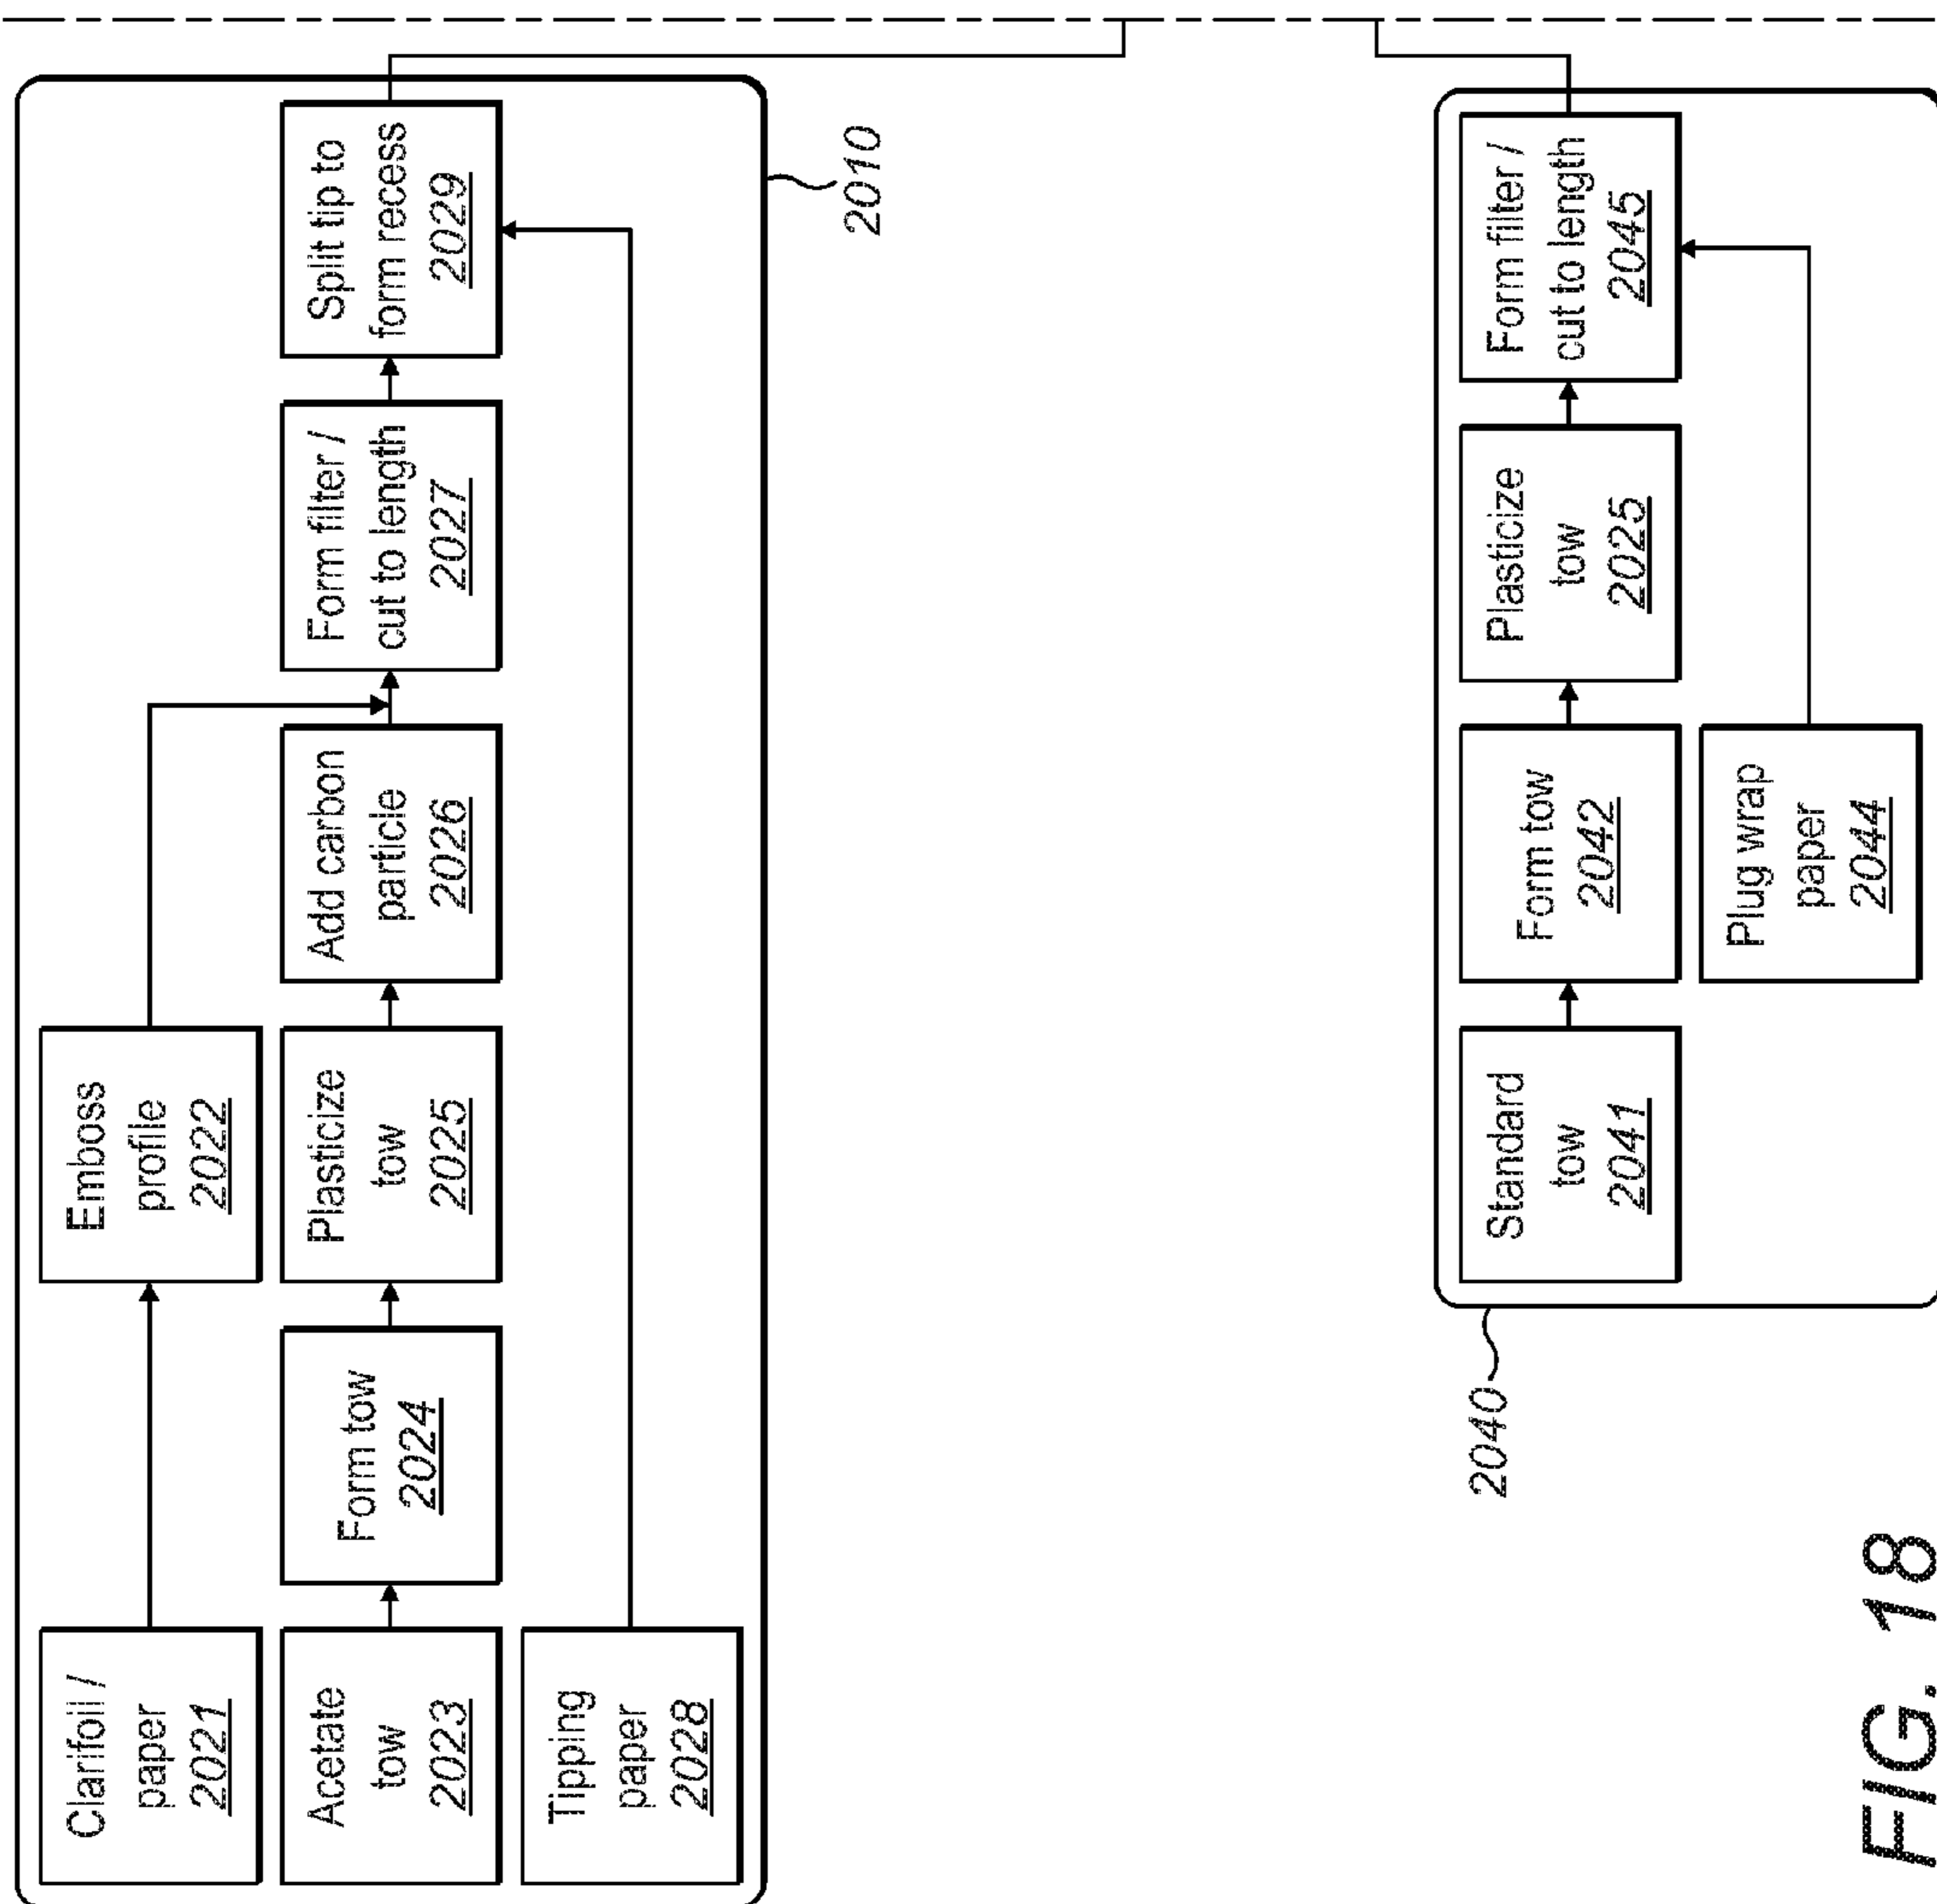 Clarifoil /
paper
2021
Emboss
profile
2022
Acetate
tow
2023
Form tow
2024
Plasticize
tow
2025
Add carbon
particle
2026
Form filter /
cut to length
2027
Split tip to
form recess
2029
Tipping
paper
2028
2010
2040
Standard
tow
2041
Form tow
2042
Plasticize
tow
2025
Form filter /
cut to length
2045
Plug wrap
paper
2044
FIG. 18